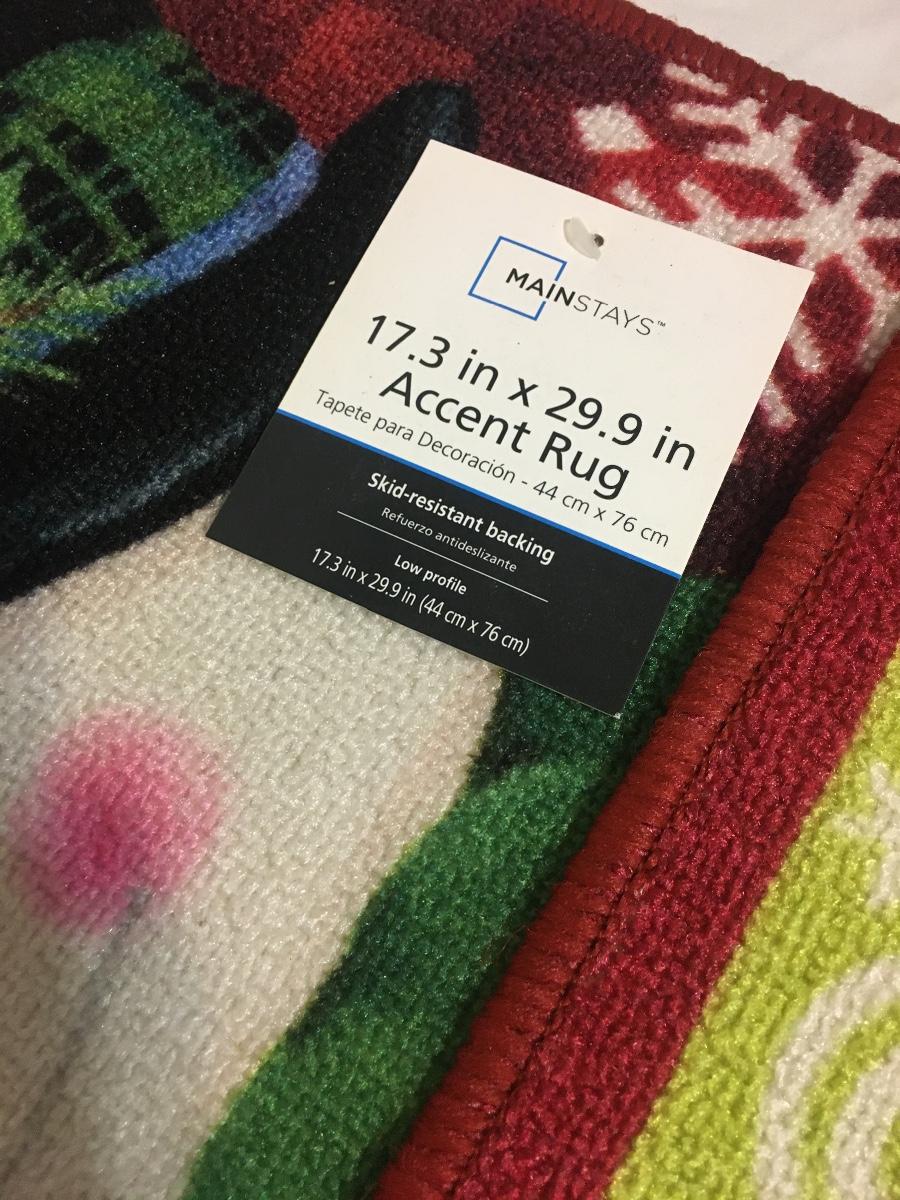 MAINSTAYS™
17.3 in x 29.9 in
Accent Rug
Tapete para Decoración - 44 cm x 76 cm
Skid-resistant backing
Refuerzo antideslizante
Low profile
17.3 in x 29.9 in (44 cm x 76 cm)